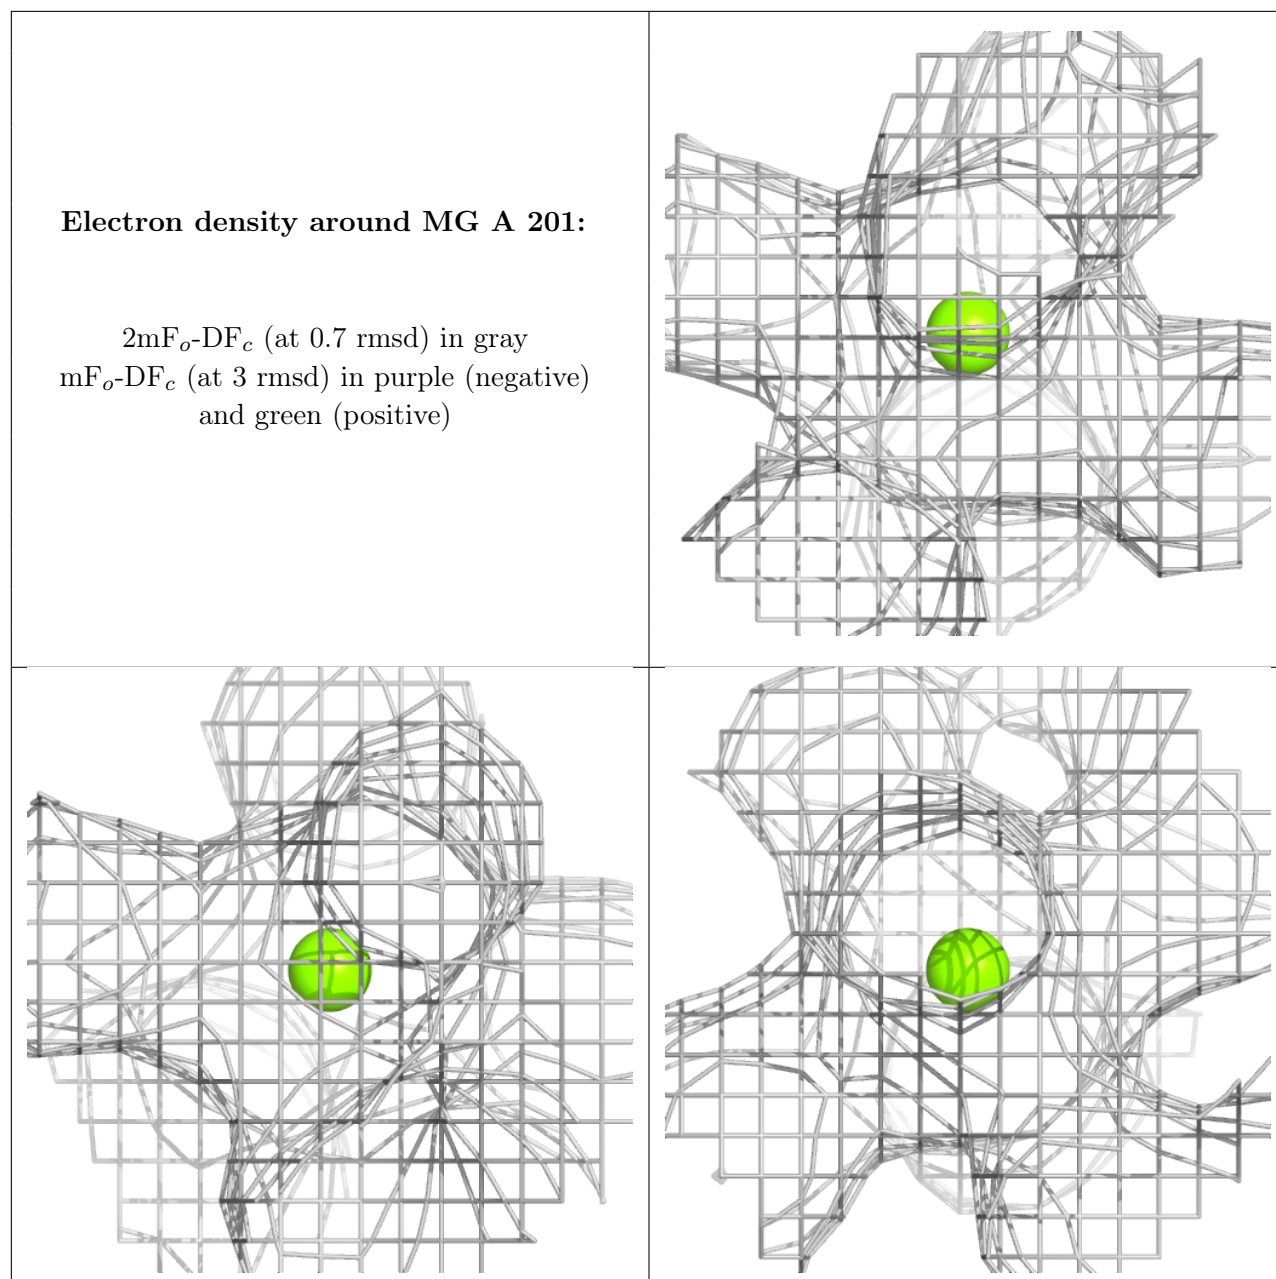 Electron density around MG A 201:
2mFo-DFc (at 0.7 rmsd) in gray
mFo-DFc (at 3 rmsd) in purple (negative)
and green (positive)